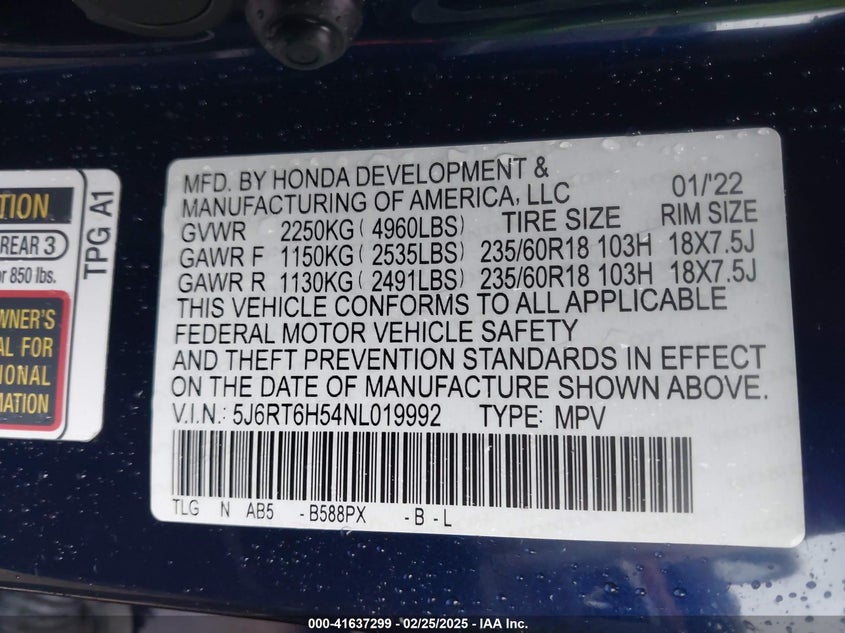 TION
REAR 3
or 850 lbs.
WNER'S
AL FOR
IONAL
MATION
TPG A1
MFD. BY HONDA DEVELOPMENT &
MANUFACTURING OF AMERICA, LLC 01/'22
GVWR 2250KG ( 4960LBS) TIRE SIZE RIM SIZE
GAWR F 1150KG ( 2535LBS) 235/60R18 103H 18X7.5J
GAWR R 1130KG ( 2491LBS) 235/60R18 103H 18X7.5J
THIS VEHICLE CONFORMS TO ALL APPLICABLE
FEDERAL MOTOR VEHICLE SAFETY
AND THEFT PREVENTION STANDARDS IN EFFECT
ON THE DATE OF MANUFACTURE SHOWN ABOVE.
V.I.N.: 5J6RT6H54NL019992 TYPE: MPV
TLG N AB5 -B588PX -B-L
000-41637299 - 02/25/2025 - IAA Inc.